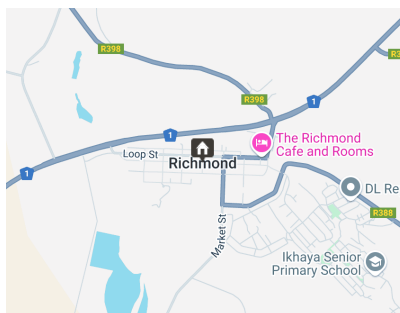 R398
R3
1
R398
1
The Richmond
Cafe and Rooms
Loop St
Richmond
1
DL Re
R388
Market St
Ikhaya Senior
Primary School